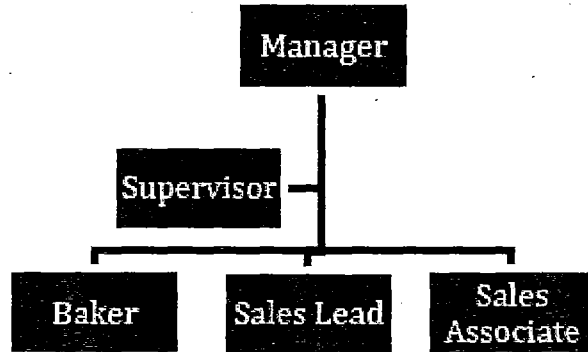 Manager
Supervisor
Baker
Sales Lead
Sales
Associate